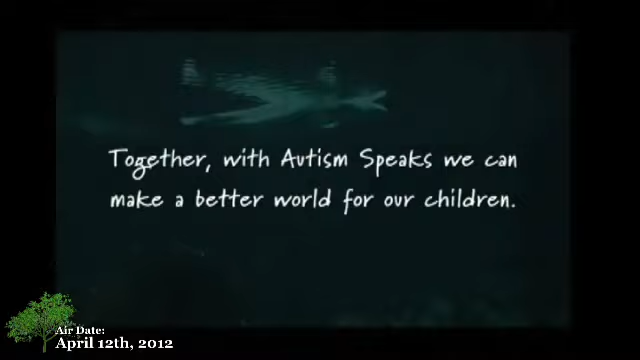 Together, with Autism Speaks we can
make a better world for our children.
Air Date:
April 12th, 2012